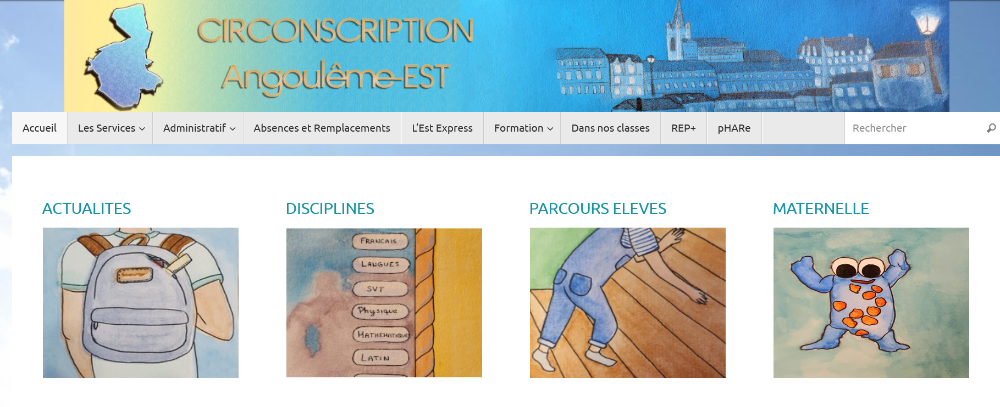 CIRCONSCRIPTION
Angoulême-EST
Accueil Les Services Administratif Absences et Remplacements L'Est Express Formation Dans nos classes REP+ pHARe Rechercher
ACTUALITES DISCIPLINES PARCOURS ELEVES MATERNELLE
FRANCAIS
LANGUES
SVT
Physique
MATHEMATIQUES
LATIN